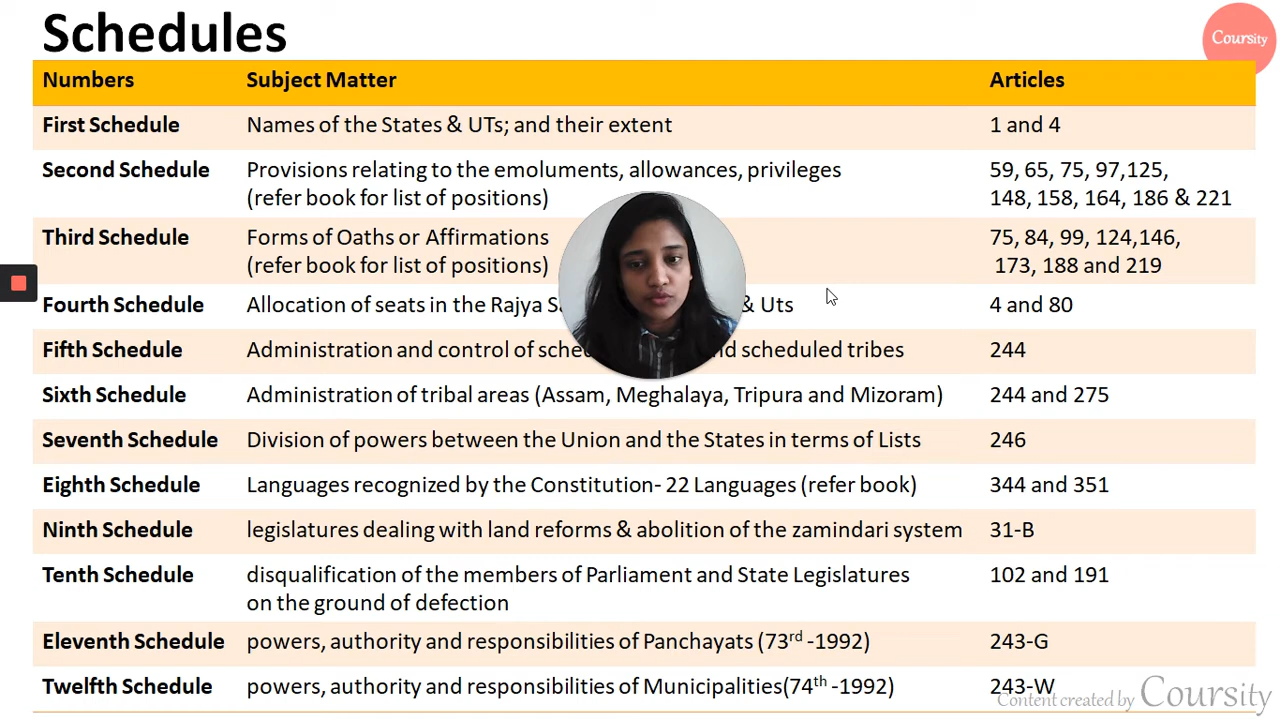 Schedules
Coursity
Numbers Subject Matter Articles
First Schedule Names of the States & UTs; and their extent 1 and 4
Second Schedule Provisions relating to the emoluments, allowances, privileges 59, 65, 75, 97,125,
(refer book for list of positions) 148, 158, 164, 186 & 221
Third Schedule Forms of Oaths or Affirmations 75, 84, 99, 124,146,
(refer book for list of positions) 173, 188 and 219
Fourth Schedule Allocation of seats in the Rajya & Uts 4 and 80
Fifth Schedule Administration and control of scheduled tribes 244
Sixth Schedule Administration of tribal areas (Assam, Meghalaya, Tripura and Mizoram) 244 and 275
Seventh Schedule Division of powers between the Union and the States in terms of Lists 246
Eighth Schedule Languages recognized by the Constitution- 22 Languages (refer book) 344 and 351
Ninth Schedule legislatures dealing with land reforms & abolition of the zamindari system 31-B
Tenth Schedule disqualification of the members of Parliament and State Legislatures 102 and 191
on the ground of defection
Eleventh Schedule powers, authority and responsibilities of Panchayats (73rd -1992) 243-G
Twelfth Schedule powers, authority and responsibilities of Municipalities(74th -1992) 243-W
Content created by Coursity